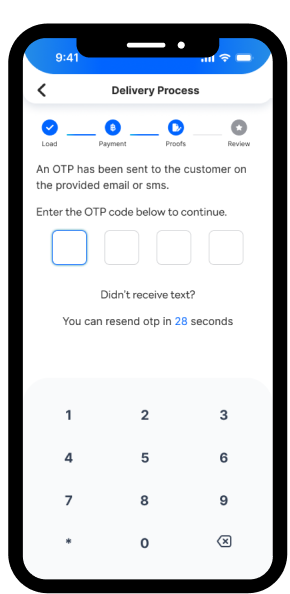 9:41
Delivery Process
Load Payment Proofs Review
An OTP has been sent to the customer on
the provided email or sms.
Enter the OTP code below to continue.
Didn't receive text?
You can resend otp in 28 seconds
1 2 3
4 5 6
7 8 9
* 0